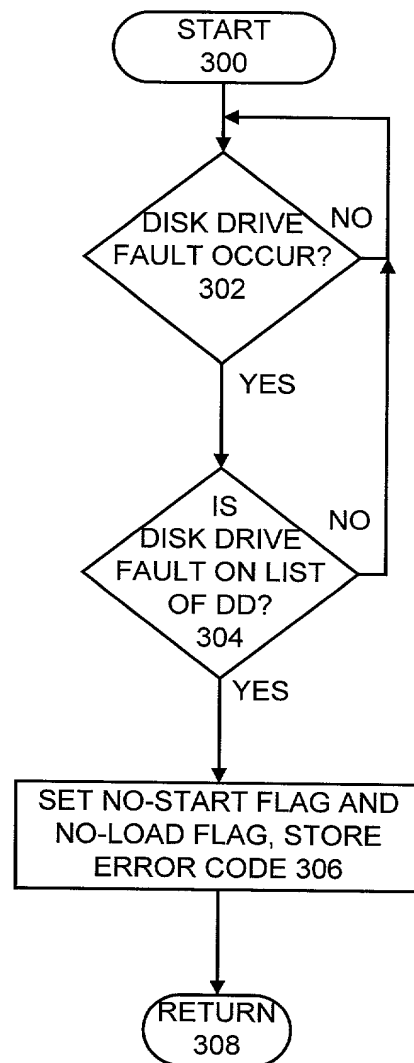 START
300
DISK DRIVE
FAULT OCCUR?
302
NO
YES
IS
DISK DRIVE
FAULT ON LIST
OF DD?
304
NO
YES
SET NO-START FLAG AND
NO-LOAD FLAG, STORE
ERROR CODE 306
RETURN
308